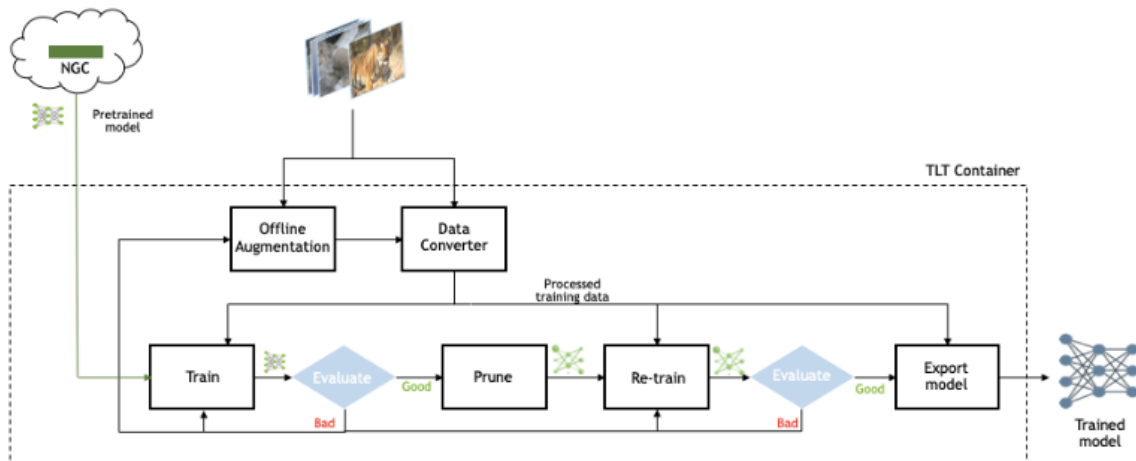 NGC
Pretrained
model
TLT Container
Offline
Augmentation
Data
Converter
Processed
training data
Train
Evaluate
Good
Prune
Re-train
Evaluate
Good
Export
model
Bad
Bad
Trained
model